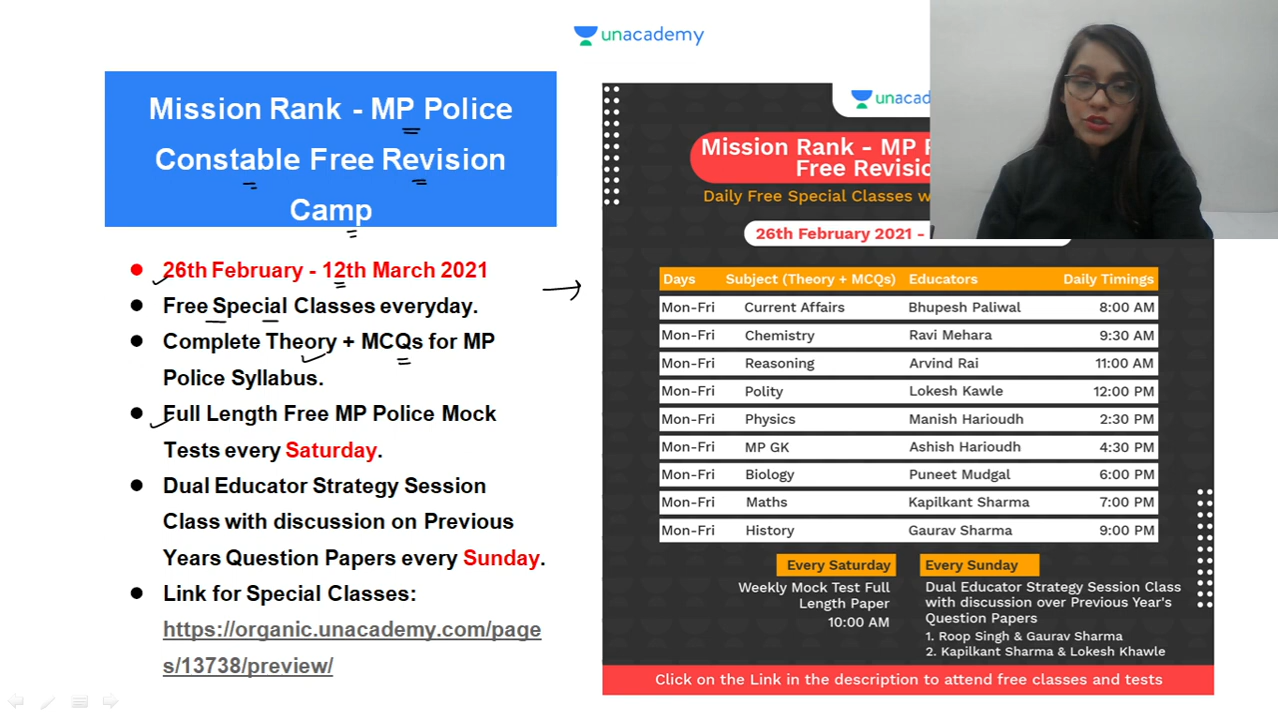 unacademy
Mission Rank - MP Police
Constable Free Revision
Camp
26th February - 12th March 2021
Free Special Classes everyday.
Complete Theory + MCQs for MP
Police Syllabus.
Full Length Free MP Police Mock
Tests every Saturday.
Dual Educator Strategy Session
Class with discussion on Previous
Years Question Papers every Sunday.
Link for Special Classes:
https://organic.unacademy.com/page
s/13738/preview/
Mission Rank - MP
Free
Daily Free Special Classes
26th February 2021 -
Days Subject (Theory + MCQs) Educators Daily Timings
Mon-Fri Current Affairs Bhupesh Paliwal 8:00 AM
Mon-Fri Chemistry Ravi Mehara 9:30 AM
Mon-Fri Reasoning Arvind Rai 11:00 AM
Mon-Fri Polity Lokesh Kawle 12:00 PM
Mon-Fri Physics Manish Harioudh 2:30 PM
Mon-Fri MP GK Ashish Harioudh 4:30 PM
Mon-Fri Biology Puneet Mudgal 6:00 PM
Mon-Fri Maths Kapilkant Sharma 7:00 PM
Mon-Fri History Gaurav Sharma 9:00 PM
Every Saturday
Weekly Mock Test Full
Length Paper
10:00 AM
Every Sunday
Dual Educator Strategy Session Class
with discussion over Previous Year's
Question Papers
1. Roop Singh & Gaurav Sharma
2. Kapilkant Sharma & Lokesh Khawle
Click on the Link in the description to attend free classes and tests